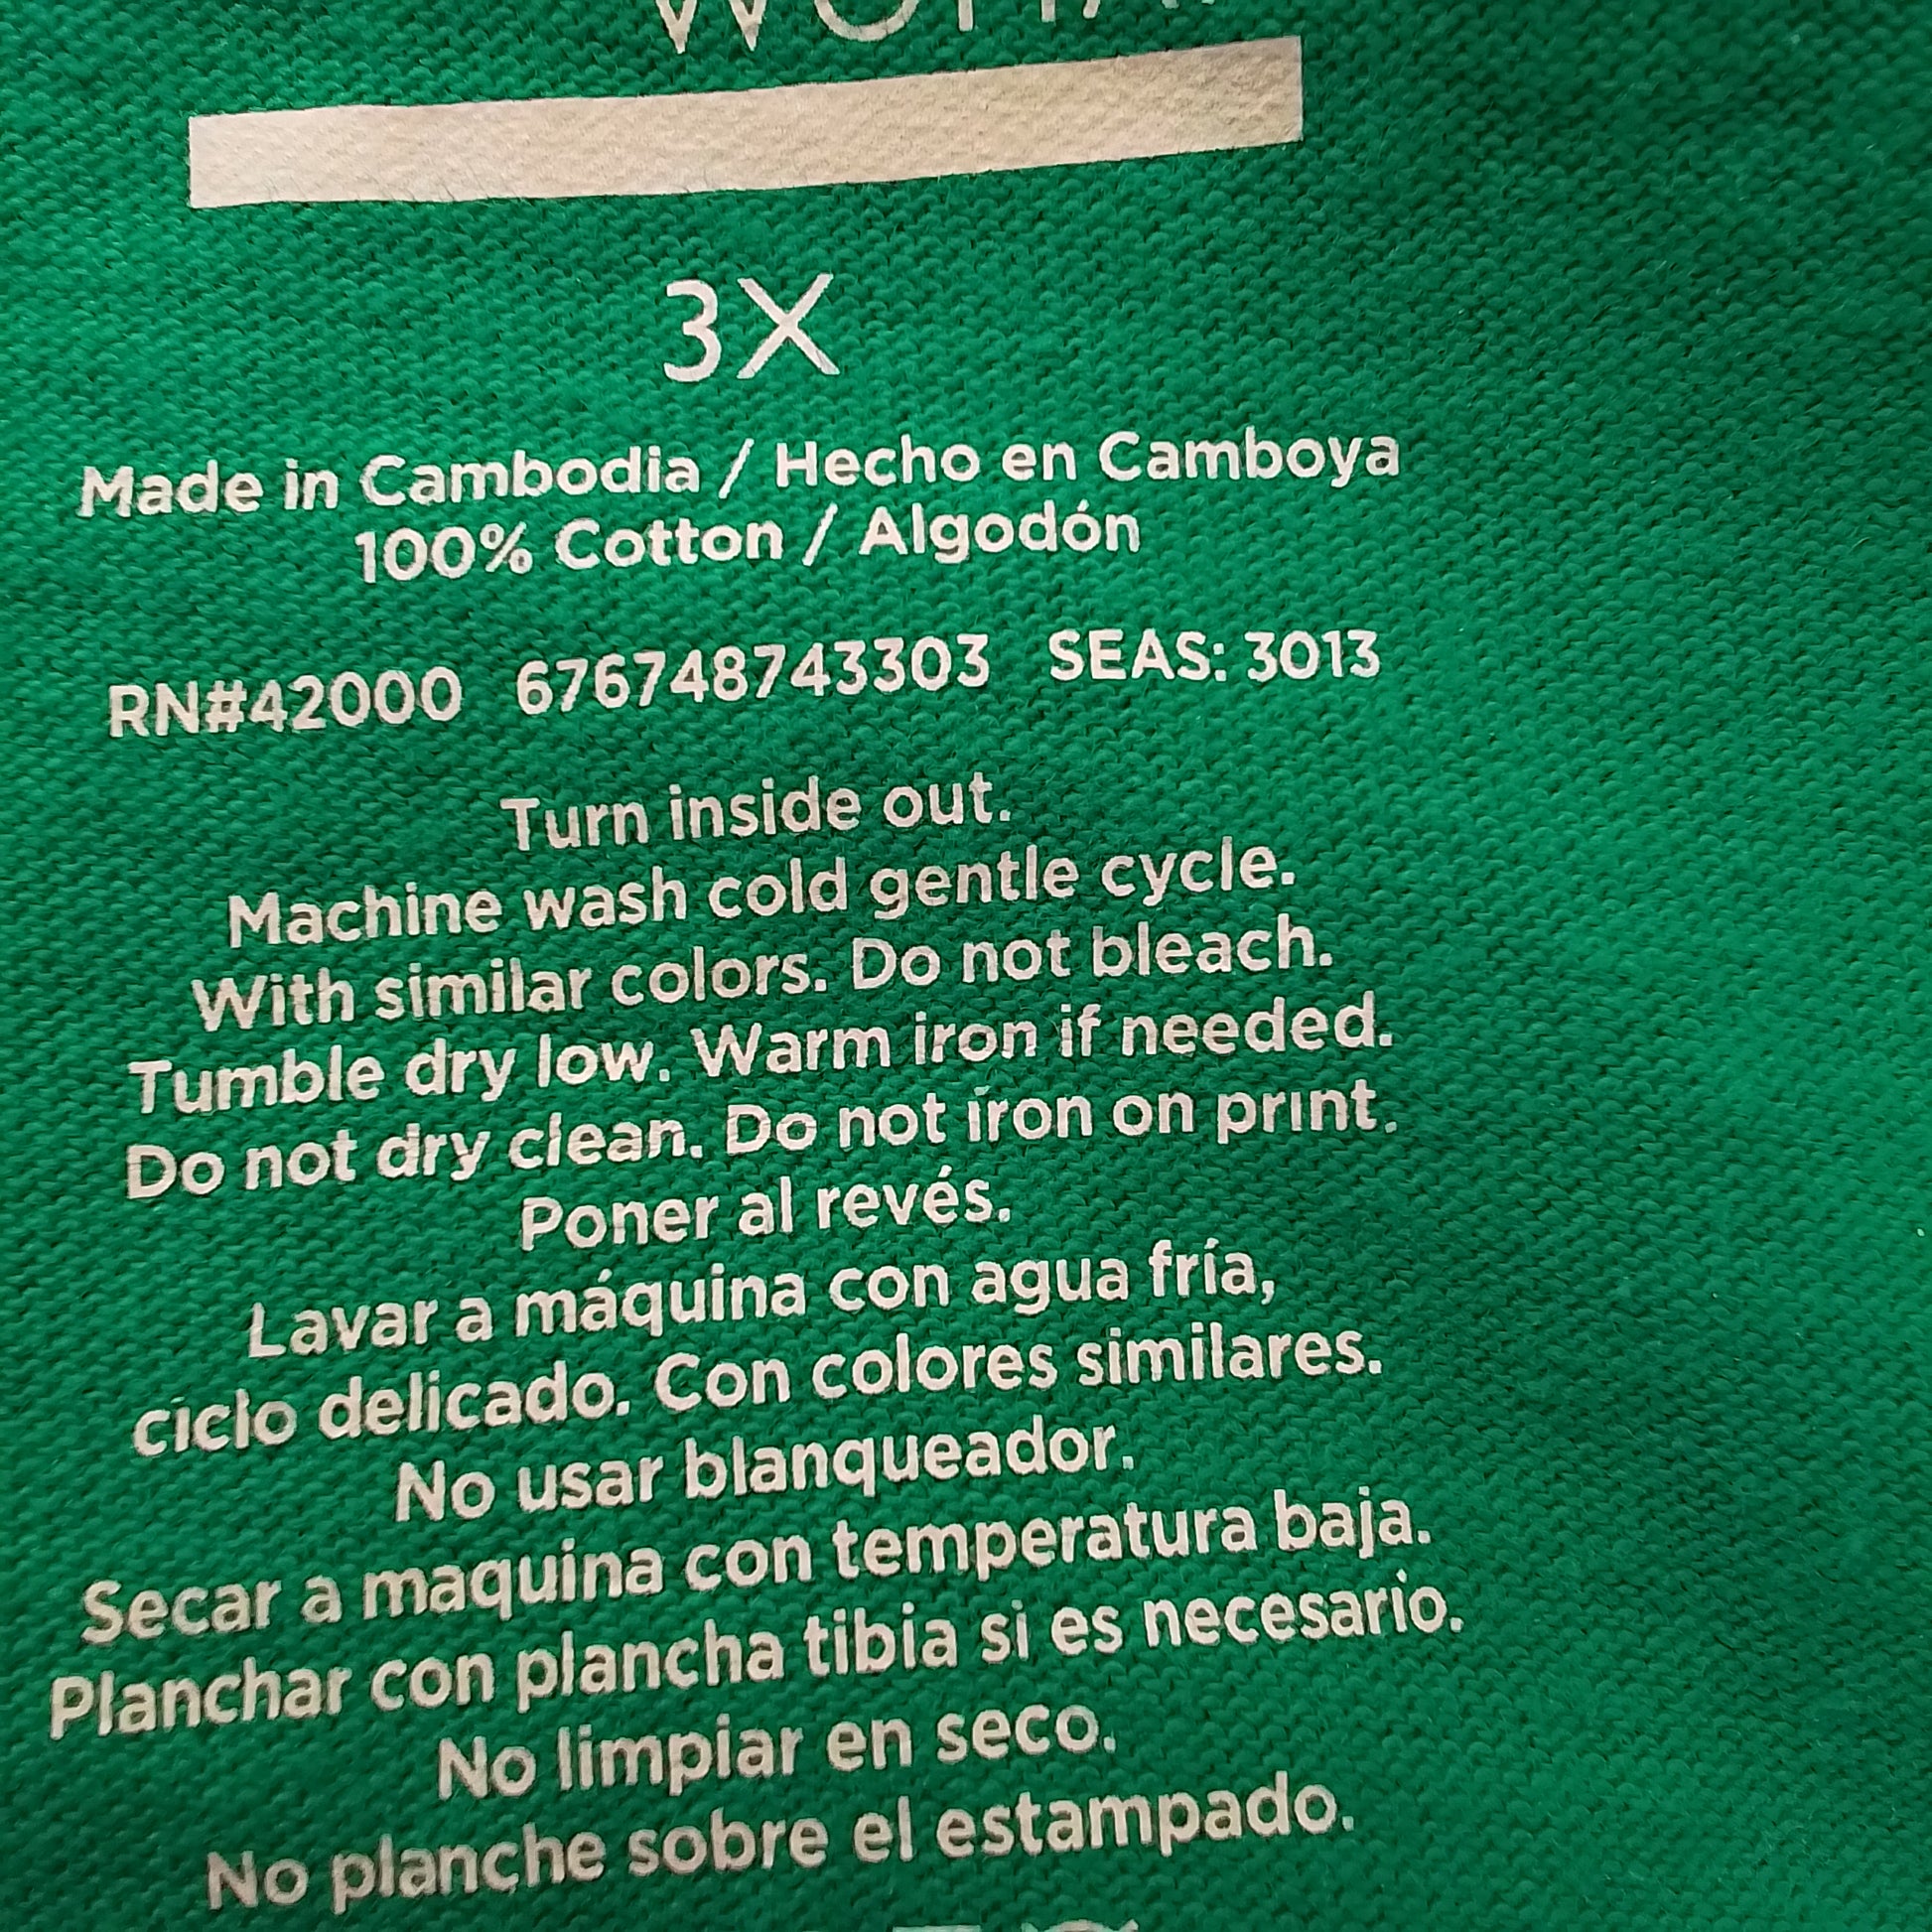 3X
Made in Cambodia / Hecho en Camboya
100% Cotton / Algodón
RN#42000 676748743303 SEAS: 3013
Turn inside out.
Machine wash cold gentle cycle.
With similar colors. Do not bleach.
Tumble dry low. Warm iron if needed.
Do not dry clean. Do not iron on print.
Poner al revés.
Lavar a máquina con agua fría,
ciclo delicado. Con colores similares.
No usar blanqueador.
Secar a maquina con temperatura baja.
Planchar con plancha tibia si es necesario.
No limpiar en seco.
No planche sobre el estampado.